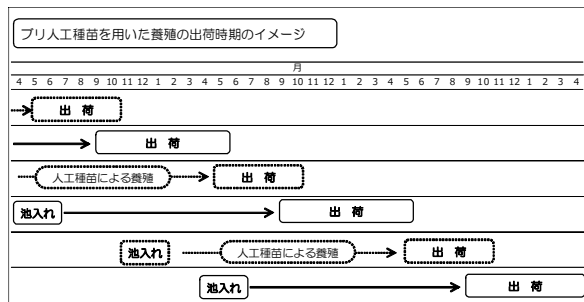 ブリ人工種苗を用いた養殖の出荷時期のイメージ
月
4 5 6 7 8 9 10 11 12 1 2 3 4 5 6 7 8 9 10 11 12 1 2 3 4 5 6 7 8 9 10 11 12 1 2 3 4
出 荷
出 荷
人工種苗による養殖 出 荷
池入れ 出 荷
池入れ 人工種苗による養殖 出 荷
池入れ 出 荷